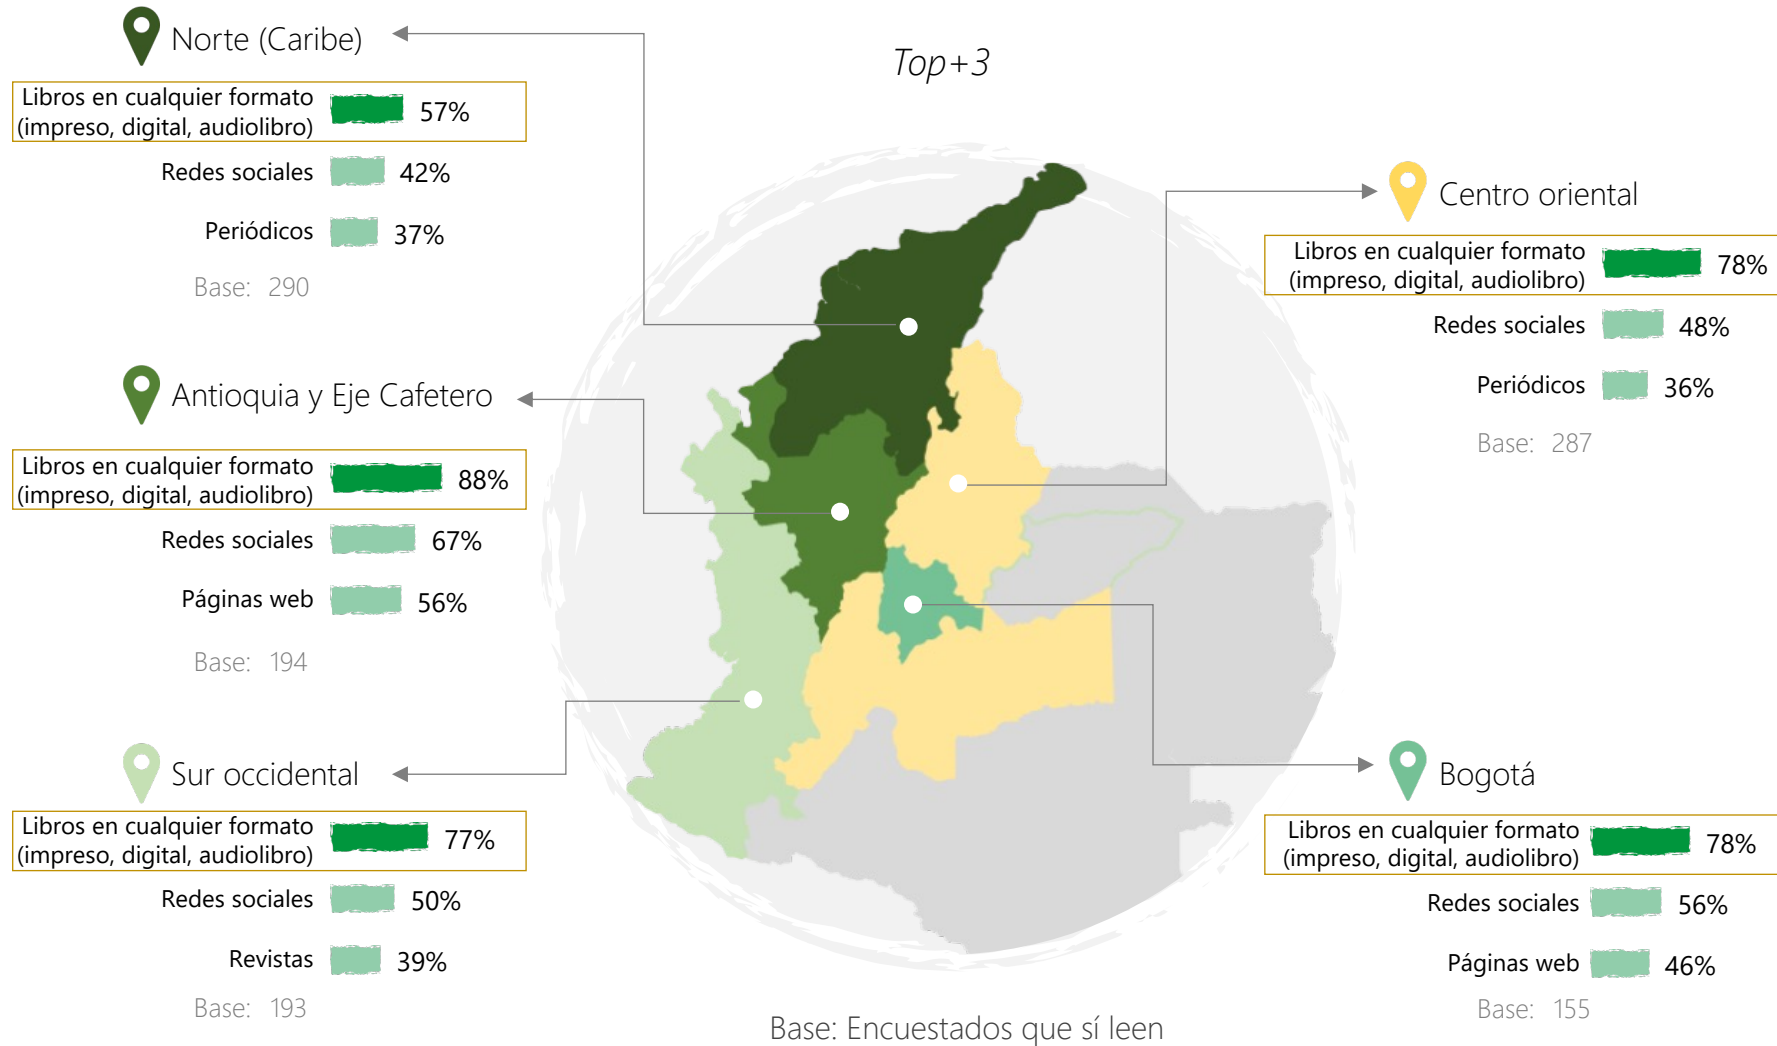 Top+3
Norte (Caribe)
Libros en cualquier formato
(impreso, digital, audiolibro)
57%
Redes sociales
42%
Periódicos
37%
Base: 290
Antioquia y Eje Cafetero
Libros en cualquier formato
(impreso, digital, audiolibro)
88%
Redes sociales
67%
Páginas web
56%
Base: 194
Sur occidental
Libros en cualquier formato
(impreso, digital, audiolibro)
77%
Redes sociales
50%
Revistas
39%
Base: 193
Centro oriental
Libros en cualquier formato
(impreso, digital, audiolibro)
78%
Redes sociales
48%
Periódicos
36%
Base: 287
Bogotá
Libros en cualquier formato
(impreso, digital, audiolibro)
78%
Redes sociales
56%
Páginas web
46%
Base: 155
Base: Encuestados que sí leen